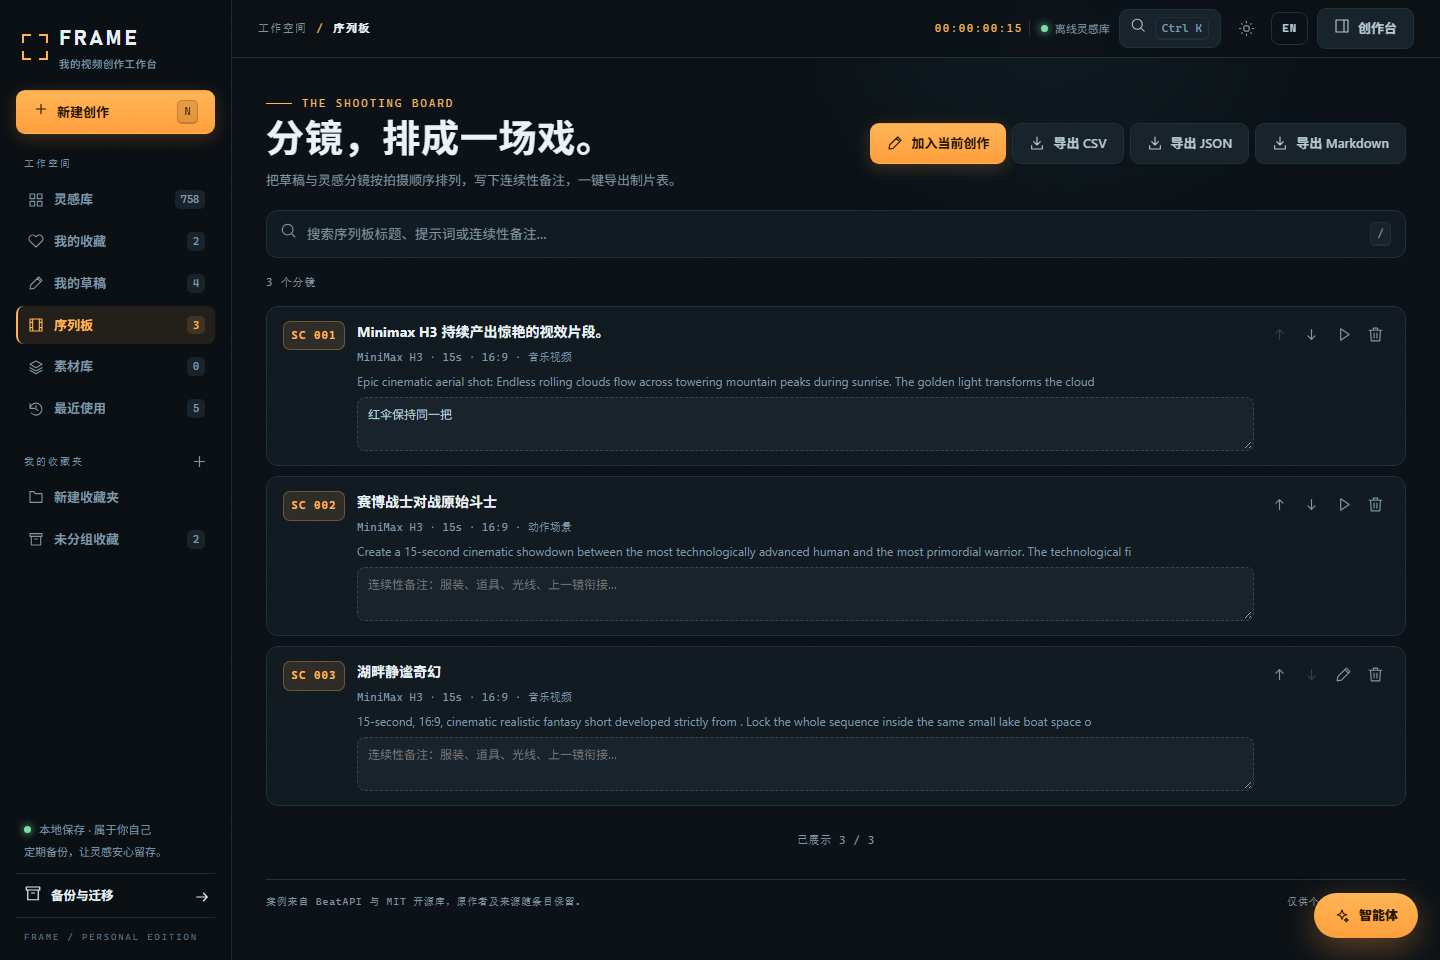 FRAME
我的视频创作工作台
新建创作 N
工作空间
灵感库 758
我的收藏 2
我的草稿 4
序列板 3
素材库 0
最近使用 5
我的收藏夹
新建收藏夹
未分组收藏 2
本地保存 · 属于你自己
定期备份，让灵感安心留存。
备份与迁移
FRAME / PERSONAL EDITION
工作空间 / 序列板
00:00:00:15
离线灵感库
Ctrl K
EN
创作台
THE SHOOTING BOARD
分镜，排成一场戏。
把草稿与灵感分镜按拍摄顺序排列，写下连续性备注，一键导出制片表。
加入当前创作
导出 CSV
导出 JSON
导出 Markdown
搜索序列板标题、提示词或连续性备注... /
3 个分镜
SC 001
Minimax H3 持续产出惊艳的视效片段。
MiniMax H3 · 15s · 16:9 · 音乐视频
Epic cinematic aerial shot: Endless rolling clouds flow across towering mountain peaks during sunrise. The golden light transforms the cloud
红伞保持同一把
SC 002
赛博战士对战原始斗士
MiniMax H3 · 15s · 16:9 · 动作场景
Create a 15-second cinematic showdown between the most technologically advanced human and the most primordial warrior. The technological fi
连续性备注：服装、道具、光线、上一镜衔接...
SC 003
湖畔静谧奇幻
MiniMax H3 · 15s · 16:9 · 音乐视频
15-second, 16:9, cinematic realistic fantasy short developed strictly from . Lock the whole sequence inside the same small lake boat space o
连续性备注：服装、道具、光线、上一镜衔接...
已展示 3 / 3
案例来自 BeatAPI 与 MIT 开源库，原作者及来源随条目保留。
仅供个
智能体